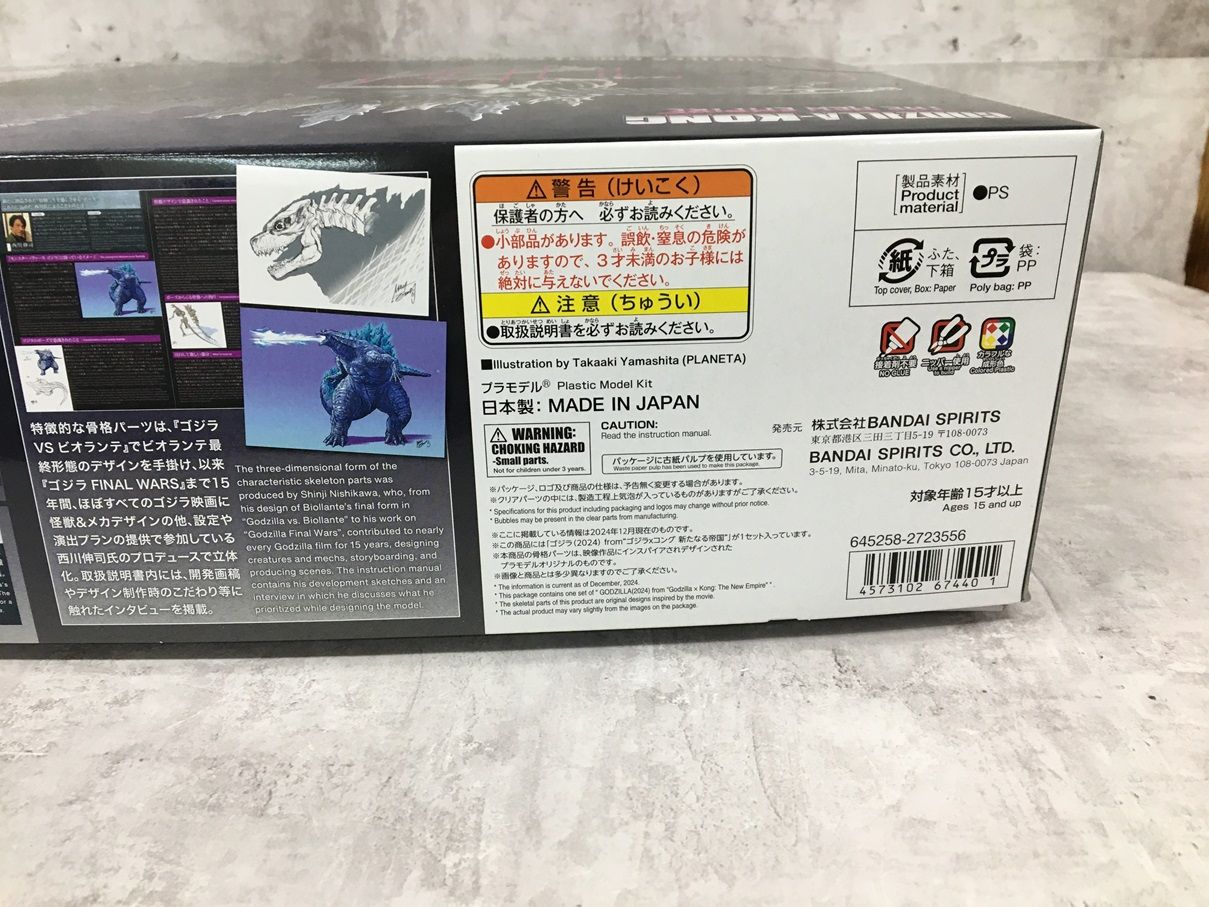 GODZILLA×KONG
THE NEW EMPIRE
特徴的な骨格パーツは、『ゴジラ
VS ビオランテ』でビオランテ最
終形態のデザインを手掛け、以来
『ゴジラ FINAL WARS』まで15
年間、ほぼすべてのゴジラ映画に
怪獣&メカデザインの他、設定や
演出プランの提供で参加している
西川伸司氏のプロデュースで立体
化。取扱説明書内には、開発画稿
やデザイン制作時のこだわり等に
触れたインタビューを掲載。
The three-dimensional form of the
characteristic skeleton parts was
produced by Shinji Nishikawa, who, from
his design of Biollante's final form in
"Godzilla vs. Biollante" to his work on
"Godzilla Final Wars", contributed to nearly
every Godzilla film for 15 years, designing
creatures and mechs, storyboarding, and
producing scenes. The instruction manual
contains his development sketches and an
interview in which he discusses what he
prioritized while designing the model.
警告(けいこく)
保護者の方へ 必ずお読みください。
●小部品があります。誤飲・窒息の危険が
ありますので、3才未満のお子様には
絶対に与えないでください。
注意(ちゅうい)
●取扱説明書を必ずお読みください。
■Illustration by Takaaki Yamashita (PLANETA)
プラモデル® Plastic Model Kit
日本製: MADE IN JAPAN
WARNING:
CHOKING HAZARD
-Small parts.
Not for children under 3 years.
CAUTION:
Read the instruction manual.
パッケージに古紙パルプを使用しています。
Waste paper pulp has been used to make this package.
※パッケージ、ロゴ及び商品の仕様は、予告無く変更する場合があります。
※クリアパーツの中には、製造工程上気泡が入っているものがありますがご了承ください。
* Specifications for this product including packaging and logos may change without prior notice.
* Bubbles may be present in the clear parts from manufacturing.
※ここに掲載している情報は2024年12月現在のものです。
※この商品には「ゴジラ(2024) from"ゴジラxコング 新たなる帝国"」が1セット入っています。
※本商品の骨格パーツは、映像作品にインスパイアされデザインされた
プラモデルオリジナルのものです。
※画像と商品とは多少異なりますのでご了承ください。
* The information is current as of December, 2024.
* This package contains one set of " GODZILLA(2024) from "Godzilla × Kong: The New Empire" ".
* The skeletal parts of this product are original designs inspired by the movie.
* The actual product may vary slightly from the images on the package.
[製品素材
Product
material]
●PS
紙
ふた、
下箱
Top cover, Box: Paper
プラ
袋:
PP
Poly bag: PP
接着剤不要
NO GLUE
ニッパー使用
Use a nipper
to build
カラフルな
成形色
Colored Plastic
発売元
株式会社BANDAI SPIRITS
東京都港区三田三丁目5-19 〒108-0073
BANDAI SPIRITS CO., LTD.
3-5-19, Mita, Minato-ku, Tokyo 108-0073 Japan
対象年齢15才以上
Ages 15 and up
645258-2723556
4573102 674401